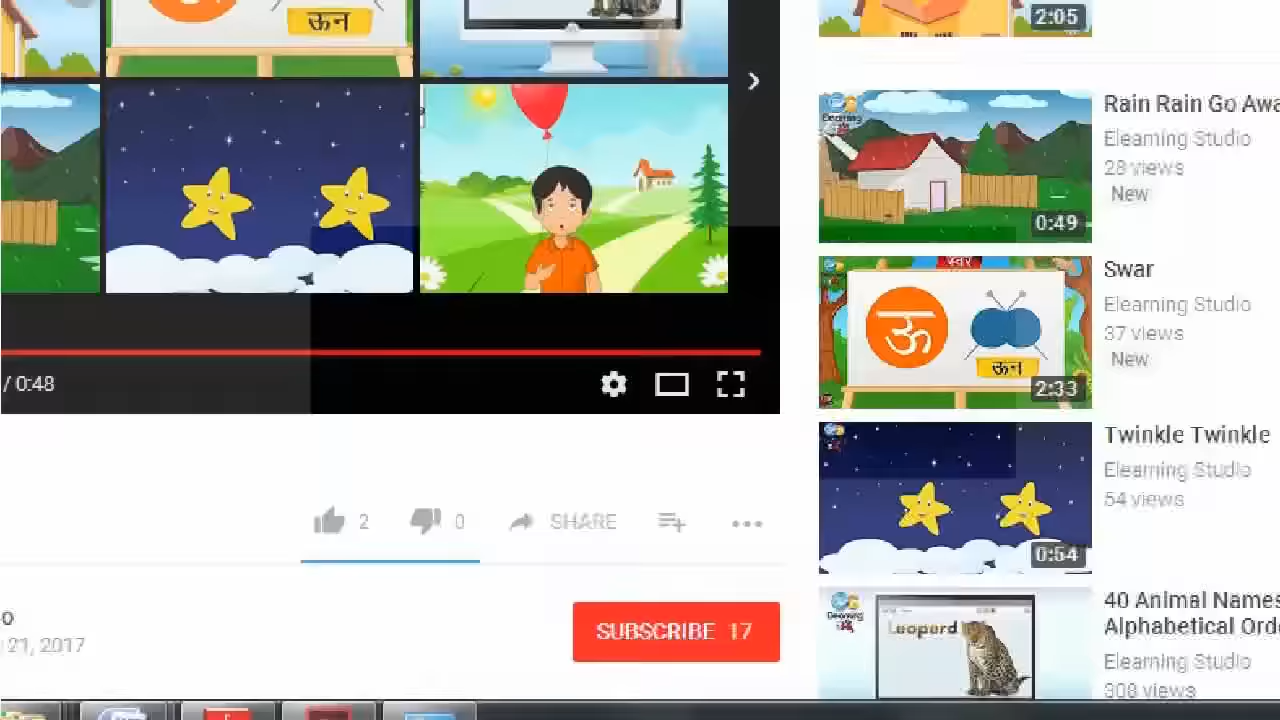 ऊन
/ 0:48
2
0
SHARE
21, 2017
SUBSCRIBE 17
2:05
Rain Rain Go Awa
Elearning Studio
28 views
New
0:49
स्वर
ऊ
ऊन
2:33
Swar
Elearning Studio
37 views
New
0:54
Twinkle Twinkle
Elearning Studio
54 views
Leopard
40 Animal Names
Alphabetical Orde
Elearning Studio
308 views